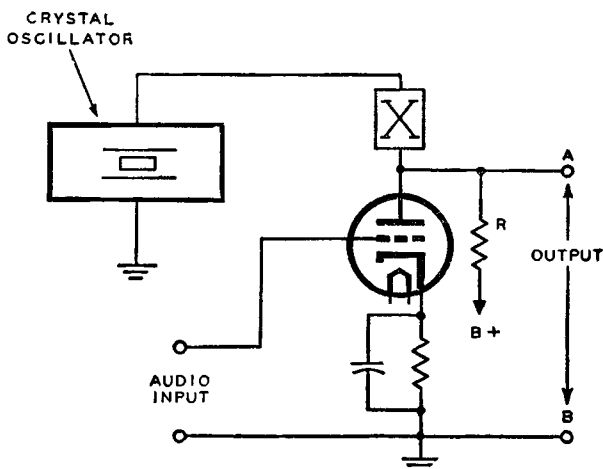 CRYSTAL
OSCILLATOR
X
A
R
OUTPUT
B+
AUDIO
INPUT
B